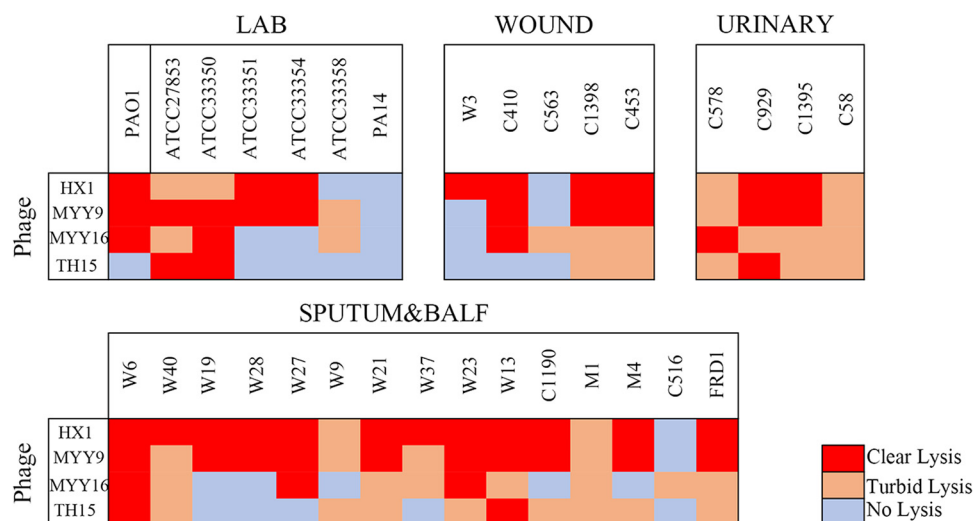 LAB
WOUND
URINARY
PAO1
ATCC27853
ATCC33350
ATCC33351
ATCC33354
ATCC33358
PA14
W3
C410
C563
C1398
C453
C578
C929
C1395
C58
Phage
HX1
MYY9
MYY16
TH15
SPUTUM&BALF
W6
W40
W19
W28
W27
W9
W21
W37
W23
W13
C1190
M1
M4
C516
FRD1
Phage
HX1
MYY9
MYY16
TH15
Clear Lysis
Turbid Lysis
No Lysis